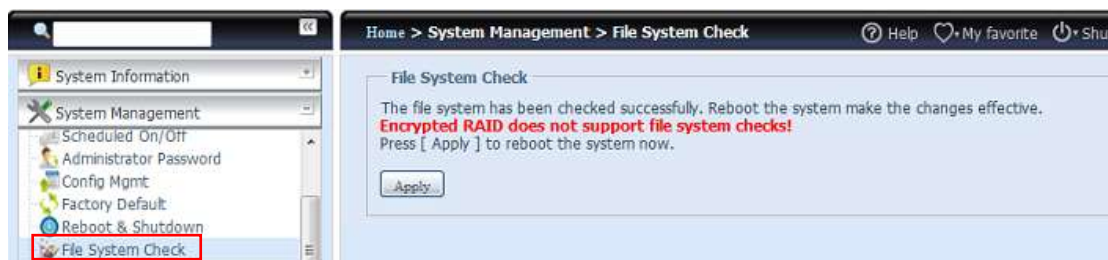 Home > System Management > File System Check
Help
My favorite
Shu
System Information
System Management
Scheduled On/Off
Administrator Password
Config Mgmt
Factory Default
Reboot & Shutdown
File System Check
File System Check
The file system has been checked successfully. Reboot the system make the changes effective.
Encrypted RAID does not support file system checks!
Press [ Apply ] to reboot the system now.
Apply